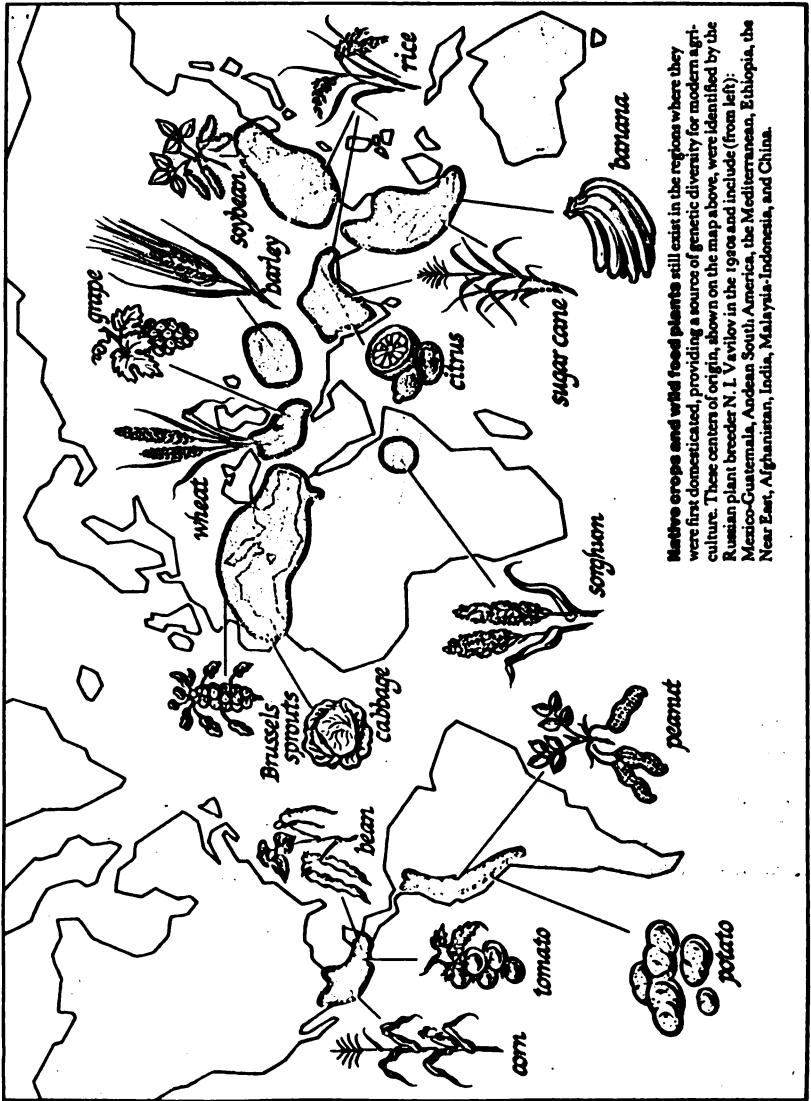 grape
barley
soybean
rice
wheat
citrus
sugar cane
banana
Brussels
sprouts
cabbage
sorghum
bean
corn
tomato
peanut
potato
Native crops and wild food plants still exist in the regions where they
were first domesticated, providing a source of genetic diversity for modern agri-
culture. These centers of origin, shown on the map above, were identified by the
Russian plant breeder N. I. Vavilov in the 1920s and include (from left):
Mexico-Guatemala, Andean South America, the Mediterranean, Ethiopia, the
Near East, Afghanistan, India, Malaysia-Indonesia, and China.